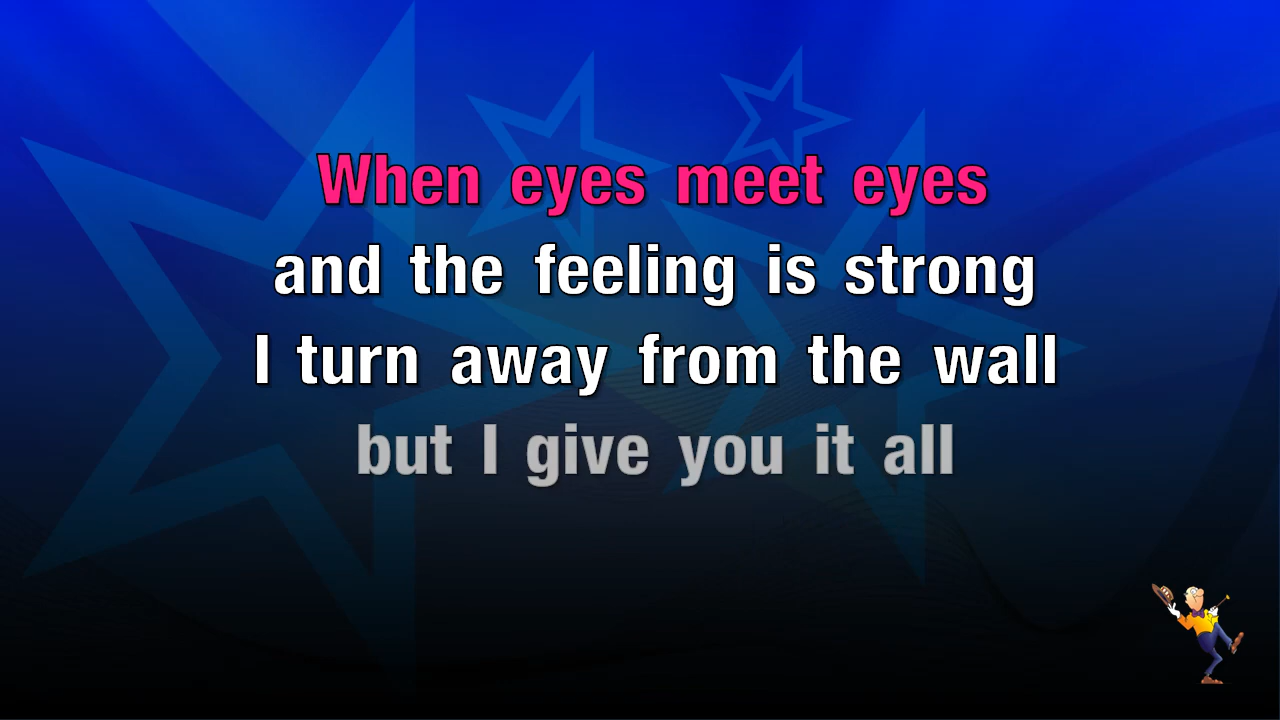 When eyes meet eyes
and the feeling is strong
I turn away from the wall
but I give you it all